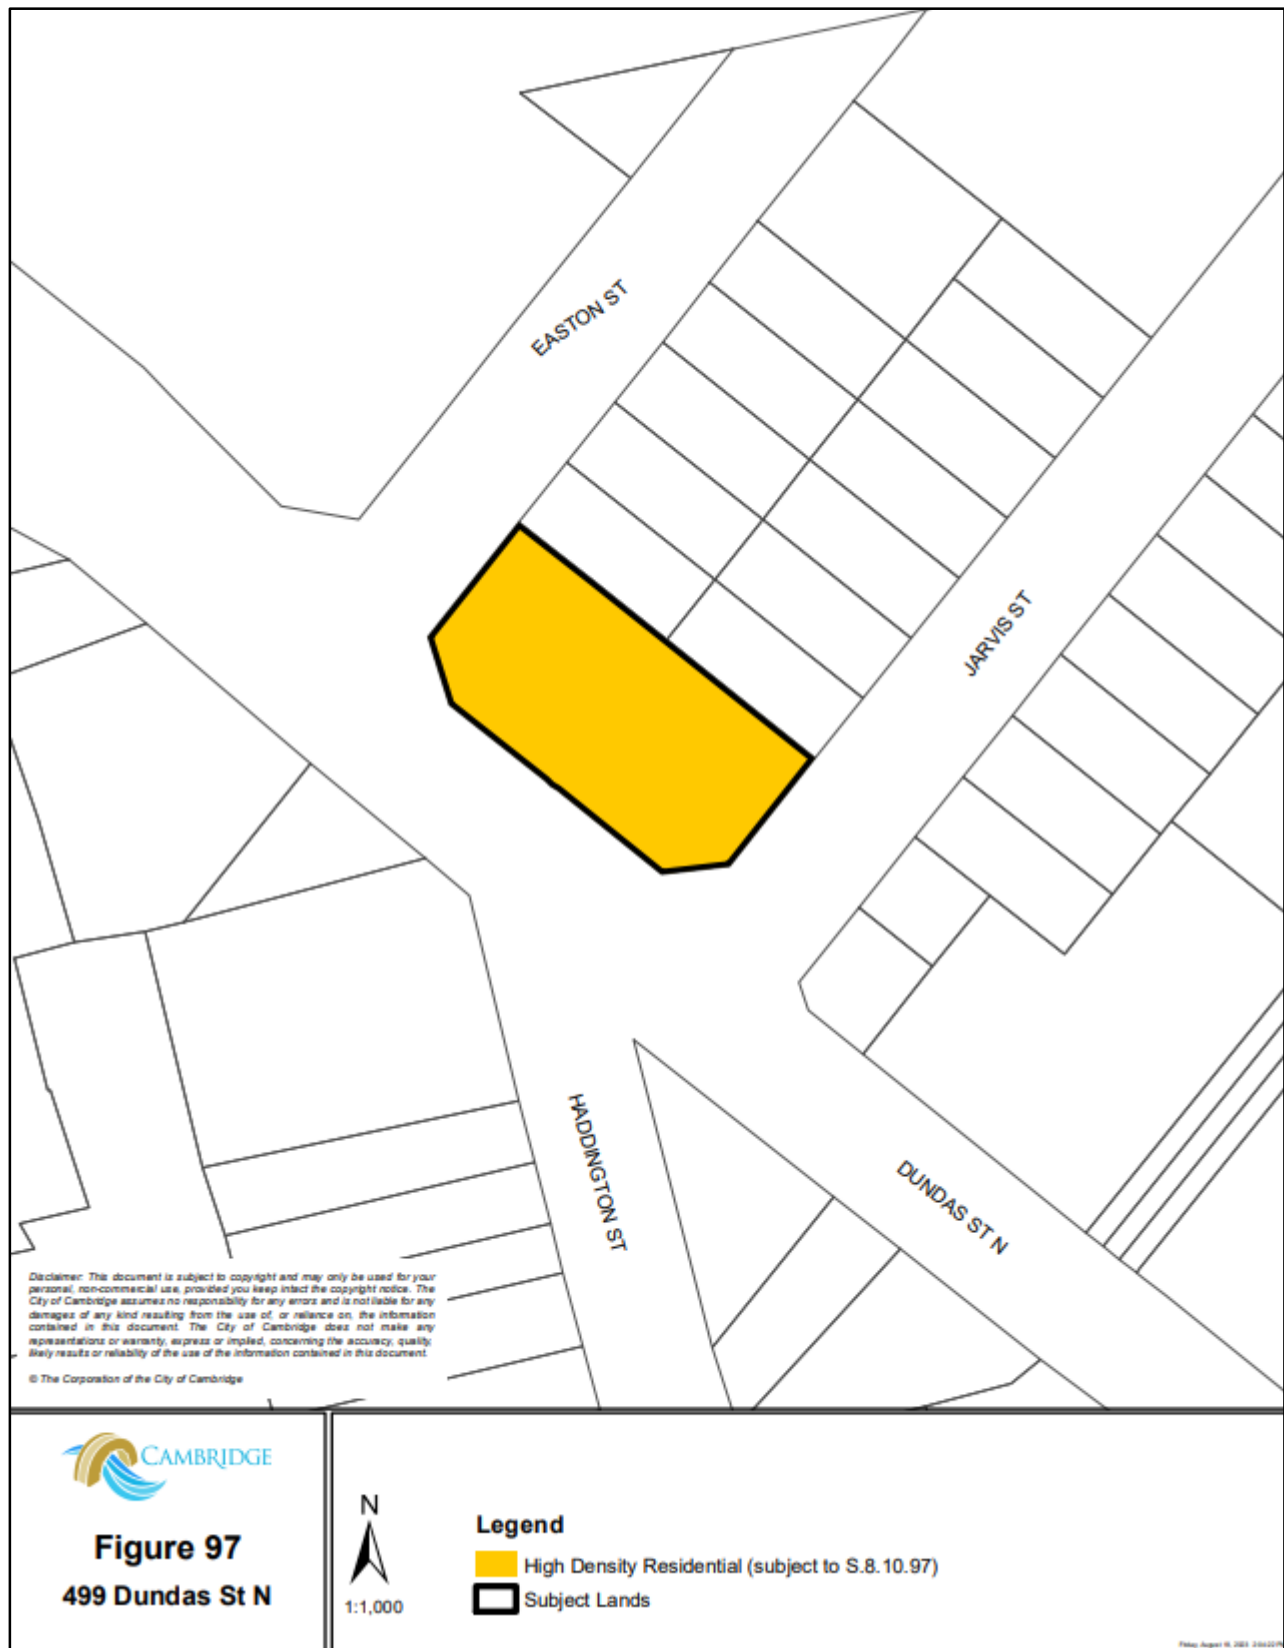 EASTON ST
JARVIS ST
HADDINGTON ST
DUNDAS ST N
Disclaimer: This document is subject to copyright and may only be used for your
personal, non-commercial use, provided you keep intact the copyright notice. The
City of Cambridge assumes no responsibility for any errors and is not liable for any
damages of any kind resulting from the use of, or reliance on, the information
contained in this document. The City of Cambridge does not make any
representations or warranty, express or implied, concerning the accuracy, quality,
likely results or reliability of the use of the information contained in this document.
© The Corporation of the City of Cambridge
CAMBRIDGE
Figure 97
499 Dundas St N
N
1:1,000
Legend
High Density Residential (subject to S.8.10.97)
Subject Lands